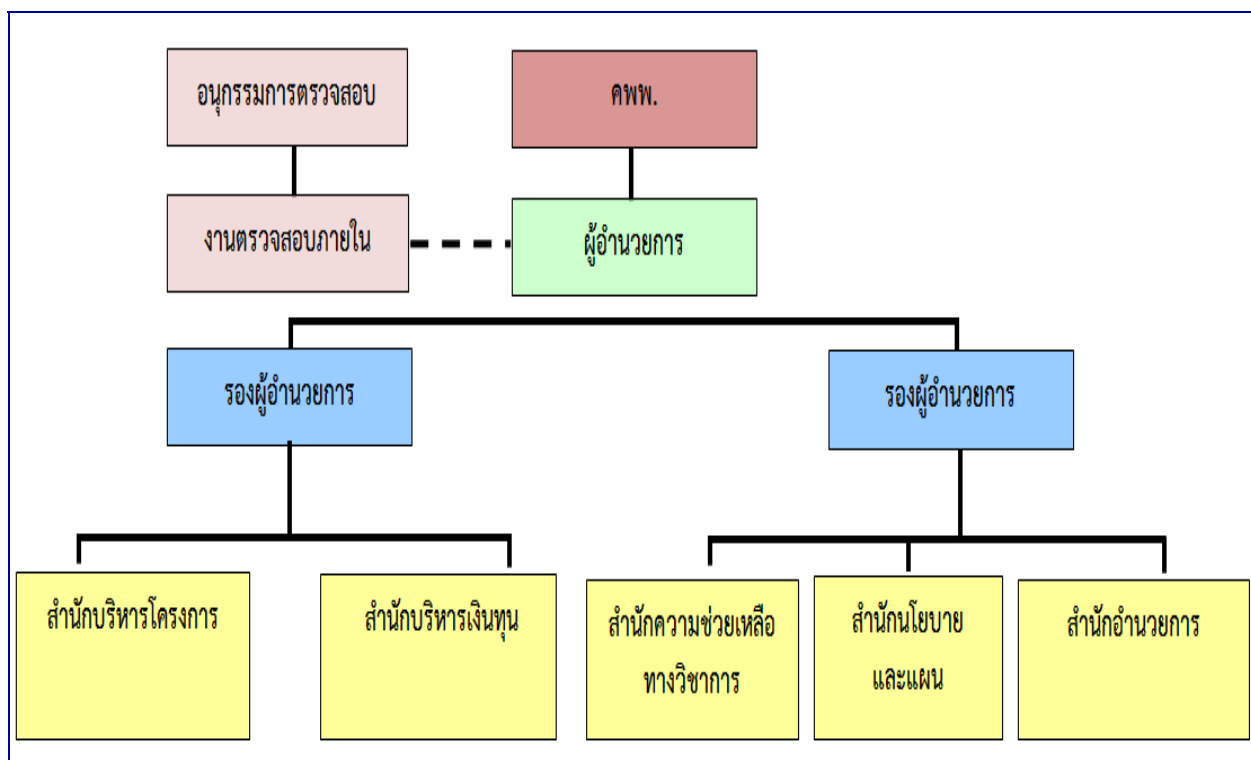 อนุกรรมการตรวจสอบ
คพพ.
งานตรวจสอบภายใน
ผู้อำนวยการ
รองผู้อำนวยการ
รองผู้อำนวยการ
สำนักบริหารโครงการ
สำนักบริหารเงินทุน
สำนักความช่วยเหลือ
ทางวิชาการ
สำนักนโยบาย
และแผน
สำนักอำนวยการ